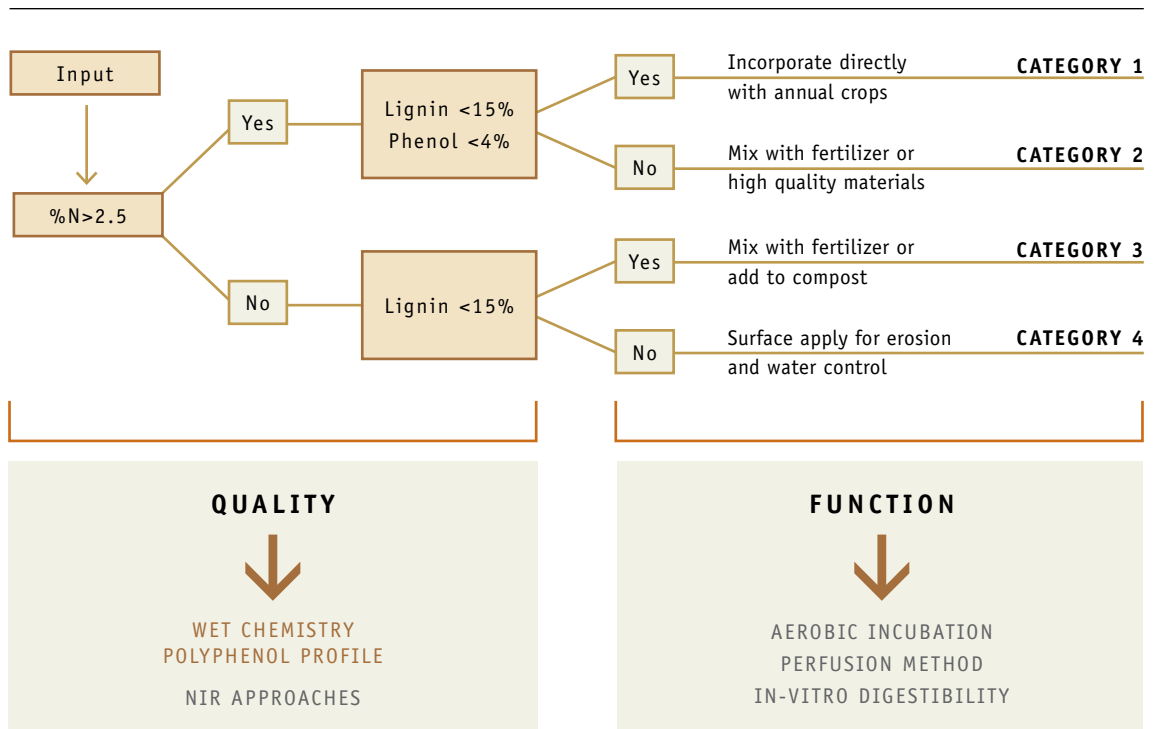 Input
%N>2.5
Yes
No
Lignin <15%
Phenol <4%
Lignin <15%
Yes
Incorporate directly
with annual crops
CATEGORY 1
No
Mix with fertilizer or
high quality materials
CATEGORY 2
Yes
Mix with fertilizer or
add to compost
CATEGORY 3
No
Surface apply for erosion
and water control
CATEGORY 4
QUALITY
WET CHEMISTRY
POLYPHENOL PROFILE
NIR APPROACHES
FUNCTION
AEROBIC INCUBATION
PERFUSION METHOD
IN-VITRO DIGESTIBILITY